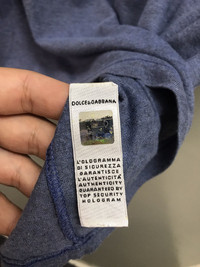 DOLCE&GABBANA
L'OLOGRAMMA
DI SICUREZZA
GARANTISCE
L'AUTENTICITÀ
AUTHENTICITY
GUARANTEED BY
TOP SECURITY
HOLOGRAM